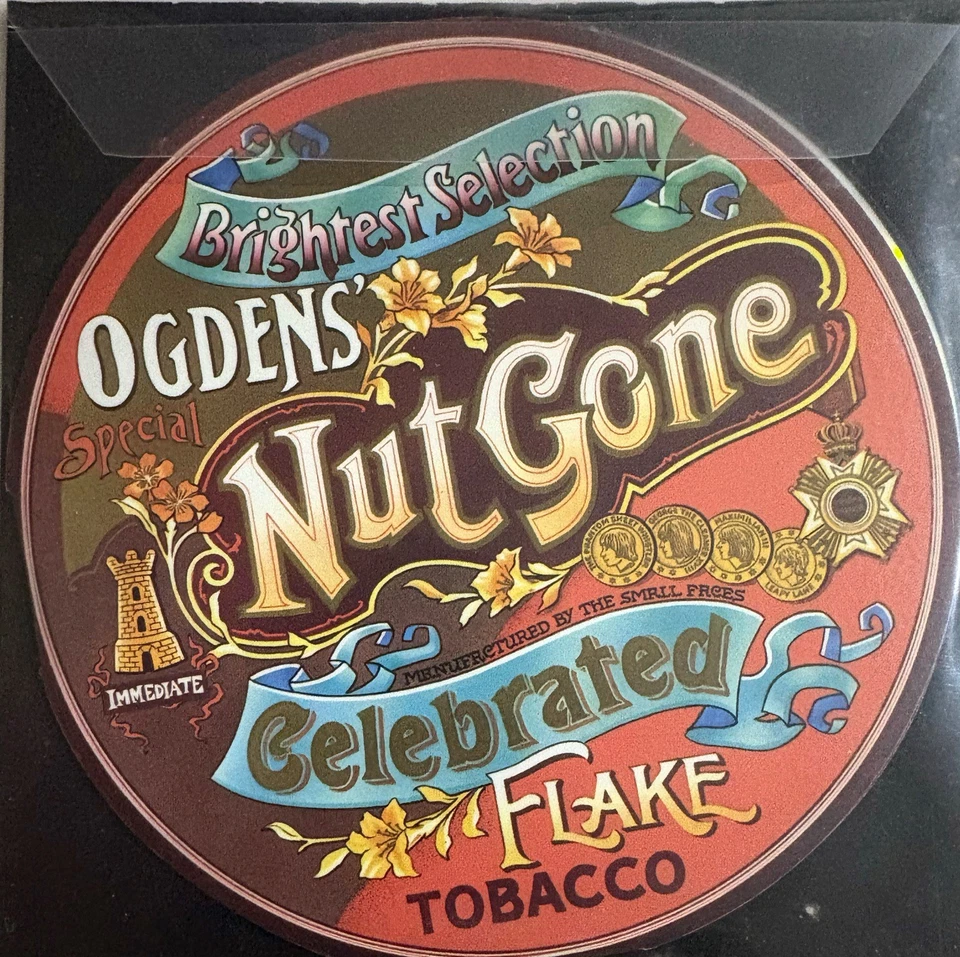 Brightest Selection
OGDENS'
Special
Nut Gone
IMMEDIATE
MANUFACTURED BY THE SMALL FACES
Celebrated
FLAKE
TOBACCO